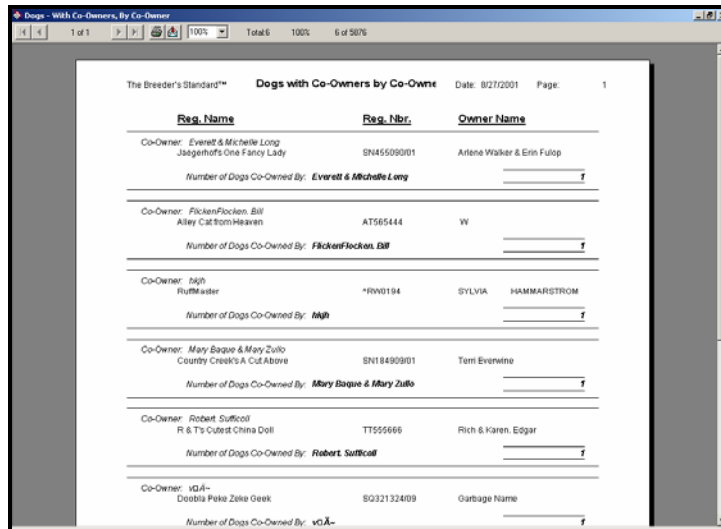 Dogs - With Co-Owners, By Co-Owner
1 of 1 100% Total:6 100% 6 of 5876
The Breeder's Standard™ Dogs with Co-Owners by Co-Owne Date: 8/27/2001 Page: 1
Reg. Name Reg. Nbr. Owner Name
Co-Owner: Everett & Michelle Long
Jaegerhof's One Fancy Lady SN455090/01 Arlene Walker & Erin Fulop
Number of Dogs Co-Owned By: Everett & Michelle Long 1
Co-Owner: FlickenFlocken, Bill
Alley Cat from Heaven AT565444 W
Number of Dogs Co-Owned By: FlickenFlocken, Bill 1
Co-Owner: hkjh
RuffMaster *RW0194 SYLVIA HAMMARSTROM
Number of Dogs Co-Owned By: hkjh 1
Co-Owner: Mary Baque & Mary Zullo
Country Creek's A Cut Above SN184909/01 Terri Everwine
Number of Dogs Co-Owned By: Mary Baque & Mary Zullo 1
Co-Owner: Robert, Sufficoll
R & T's Cutest China Doll TT555666 Rich & Karen, Edgar
Number of Dogs Co-Owned By: Robert, Sufficoll 1
Co-Owner:
Doobla Peke Zeke Geek SQ321324/09 Garbage Name
Number of Dogs Co-Owned By: 1